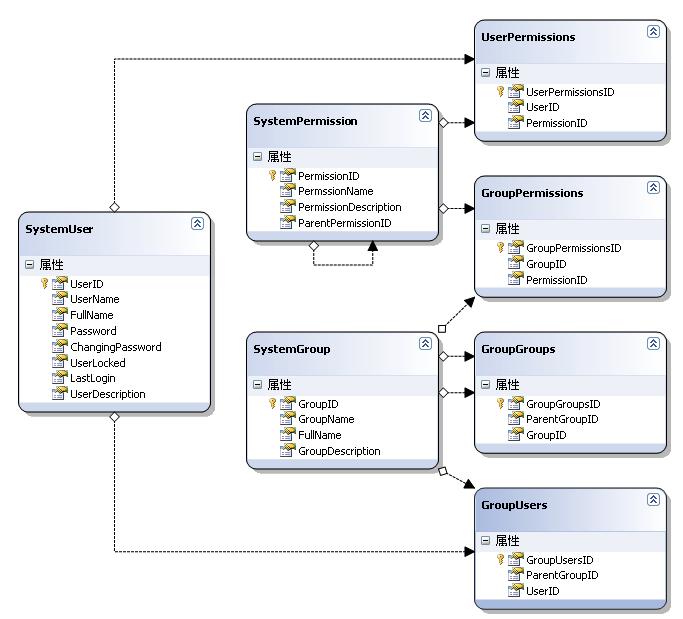 UserPermissions
属性
UserPermissionsID
UserID
PermissionID
SystemPermission
属性
PermissionID
PermssionName
PermissionDescription
ParentPermissionID
GroupPermissions
属性
GroupPermissionsID
GroupID
PermissionID
SystemUser
属性
UserID
UserName
FullName
Password
ChangingPassword
UserLocked
LastLogin
UserDescription
SystemGroup
属性
GroupID
GroupName
FullName
GroupDescription
GroupGroups
属性
GroupGroupsID
ParentGroupID
GroupID
GroupUsers
属性
GroupUsersID
ParentGroupID
UserID